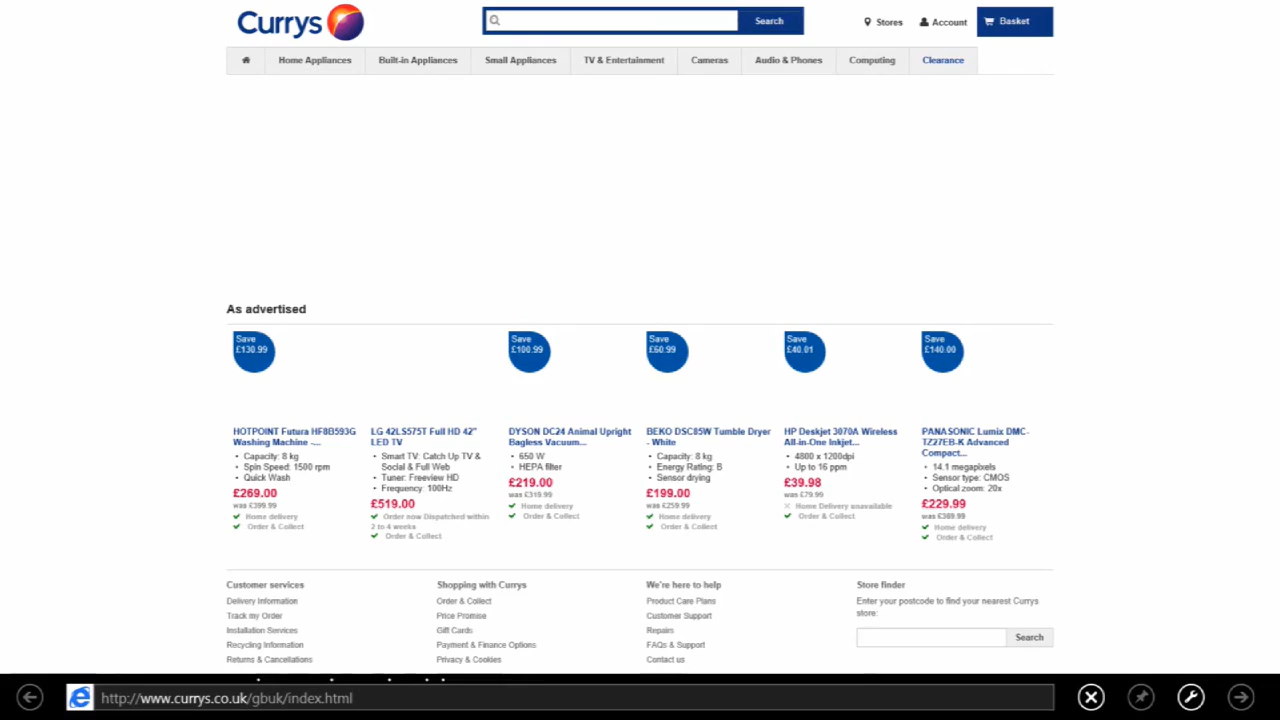 Currys
Search
Stores
Account
Basket
Home Appliances
Built-in Appliances
Small Appliances
TV & Entertainment
Cameras
Audio & Phones
Computing
Clearance
As advertised
Save
£130.99
Save
£100.99
Save
£60.99
Save
£40.01
Save
£140.00
HOTPOINT Futura HF8B593G
Washing Machine -...
• Capacity: 8 kg
• Spin Speed: 1500 rpm
• Quick Wash
£269.00
was £399.99
Home delivery
Order & Collect
LG 42LS575T Full HD 42"
LED TV
• Smart TV: Catch Up TV &
Social & Full Web
• Tuner: Freeview HD
• Frequency: 100Hz
£519.00
Order now Dispatched within
2 to 4 weeks
Order & Collect
DYSON DC24 Animal Upright
Bagless Vacuum...
• 650 W
• HEPA filter
£219.00
was £319.99
Home delivery
Order & Collect
BEKO DSC85W Tumble Dryer
- White
• Capacity: 8 kg
• Energy Rating: B
• Sensor drying
£199.00
was £259.99
Home delivery
Order & Collect
HP Deskjet 3070A Wireless
All-in-One Inkjet...
• 4800 x 1200dpi
• Up to 16 ppm
£39.98
was £79.99
Home Delivery unavailable
Order & Collect
PANASONIC Lumix DMC-
TZ27EB-K Advanced
Compact...
• 14.1 megapixels
• Sensor type: CMOS
• Optical zoom: 20x
£229.99
was £369.99
Home delivery
Order & Collect
Customer services
Delivery Information
Track my Order
Installation Services
Recycling Information
Returns & Cancellations
Shopping with Currys
Order & Collect
Price Promise
Gift Cards
Payment & Finance Options
Privacy & Cookies
We're here to help
Product Care Plans
Customer Support
Repairs
FAQs & Support
Contact us
Store finder
Enter your postcode to find your nearest Currys
store:
Search
http://www.currys.co.uk/gbuk/index.html